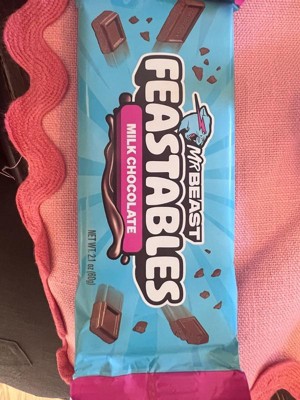 MRBEAST
FEASTABLES
MILK CHOCOLATE
NET WT. 2.1 oz (60g)